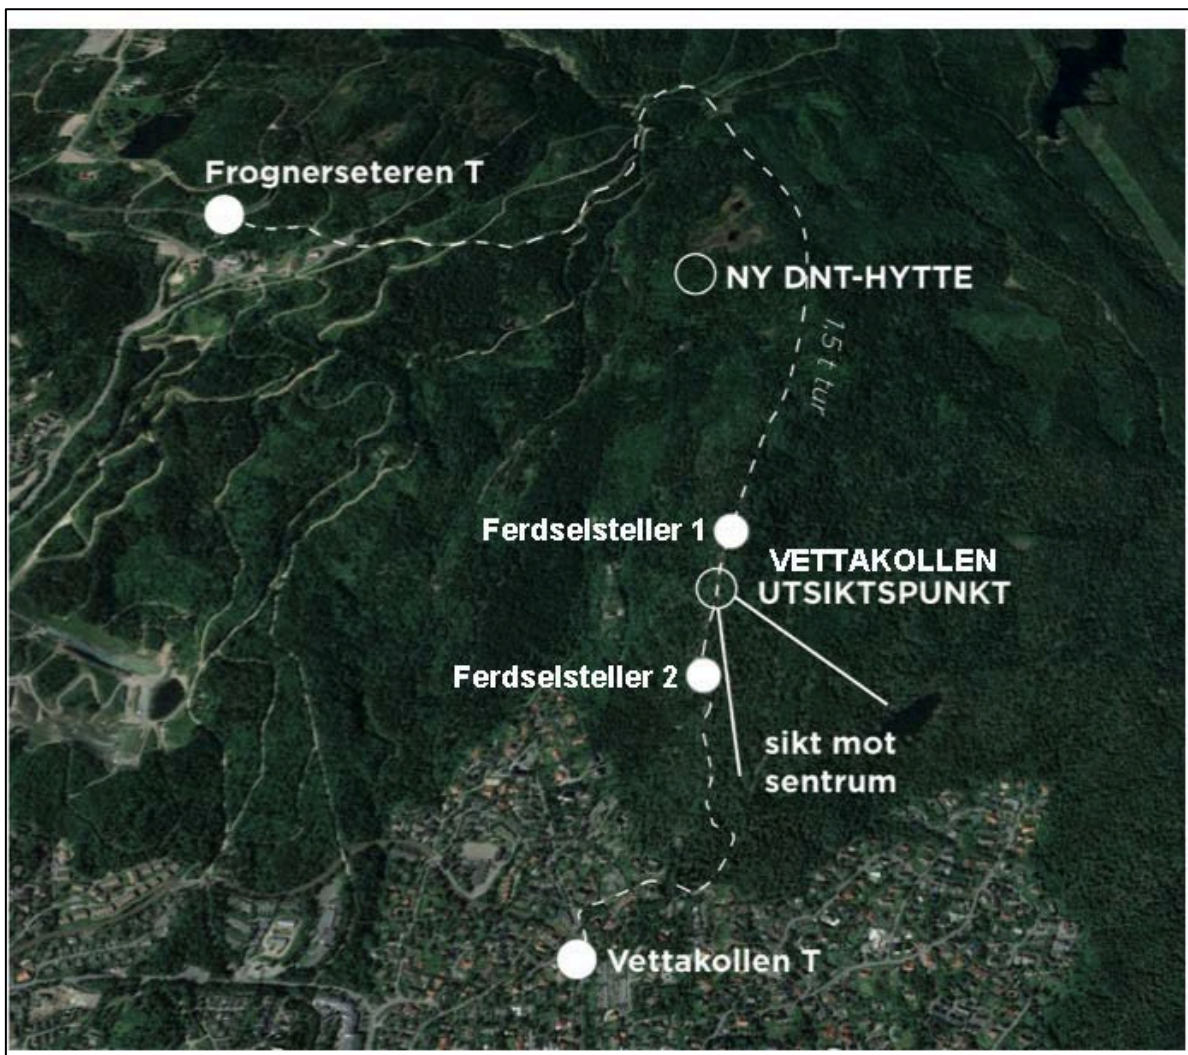 Frognerseteren T
NY DNT-HYTTE
1,5 t tur
Ferdselsteller 1
VETTAKOLLEN
UTSIKTSPUNKT
Ferdselsteller 2
sikt mot
sentrum
Vettakollen T